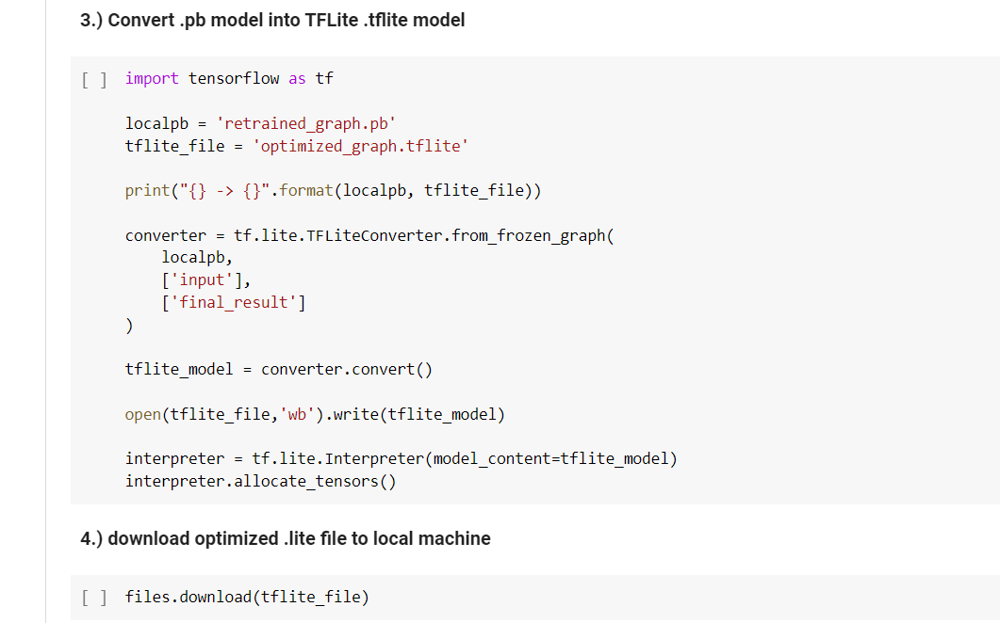 3.) Convert .pb model into TFLite .tflite model
[ ] import tensorflow as tf
localpb = 'retrained_graph.pb'
tflite_file = 'optimized_graph.tflite'
print("{} -> {}".format(localpb, tflite_file))
converter = tf.lite.TFLiteConverter.from_frozen_graph(
localpb,
['input'],
['final_result']
)
tflite_model = converter.convert()
open(tflite_file,'wb').write(tflite_model)
interpreter = tf.lite.Interpreter(model_content=tflite_model)
interpreter.allocate_tensors()
4.) download optimized .lite file to local machine
[ ] files.download(tflite_file)